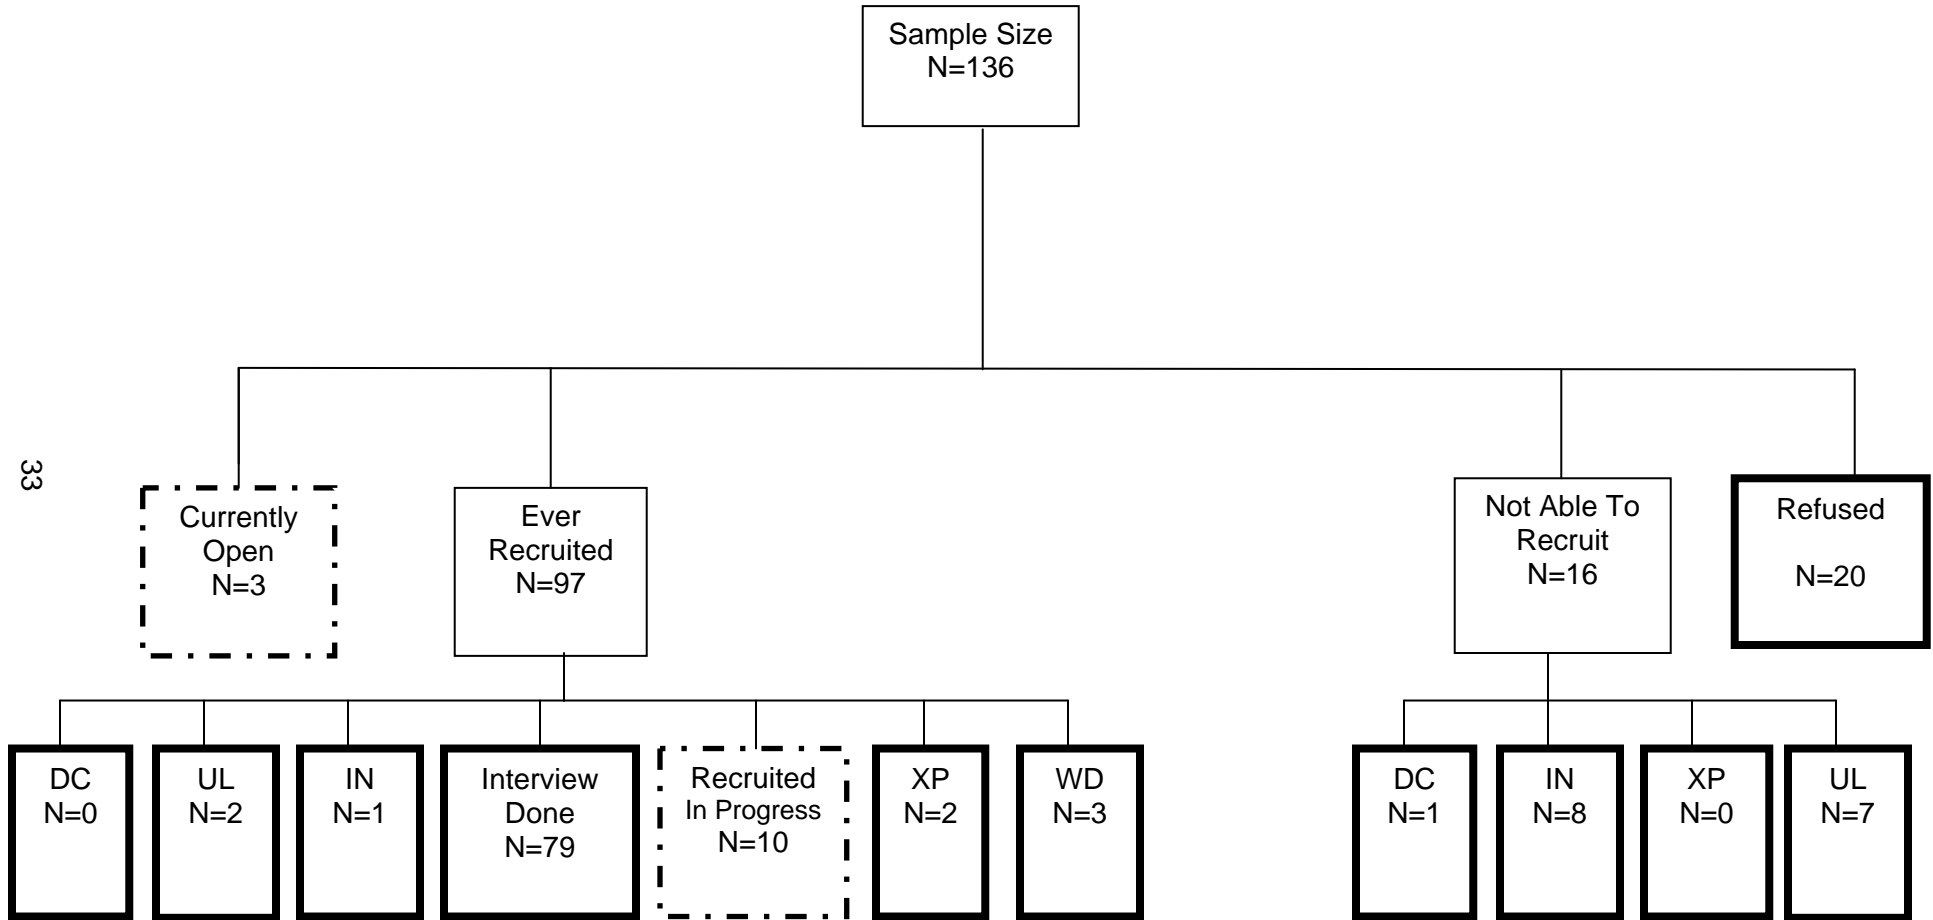 Sample Size
N=136
33
Currently
Open
N=3
Ever
Recruited
N=97
Not Able To
Recruit
N=16
Refused
N=20
DC
N=0
UL
N=2
IN
N=1
Interview
Done
N=79
Recruited
In Progress
N=10
XP
N=2
WD
N=3
DC
N=1
IN
N=8
XP
N=0
UL
N=7